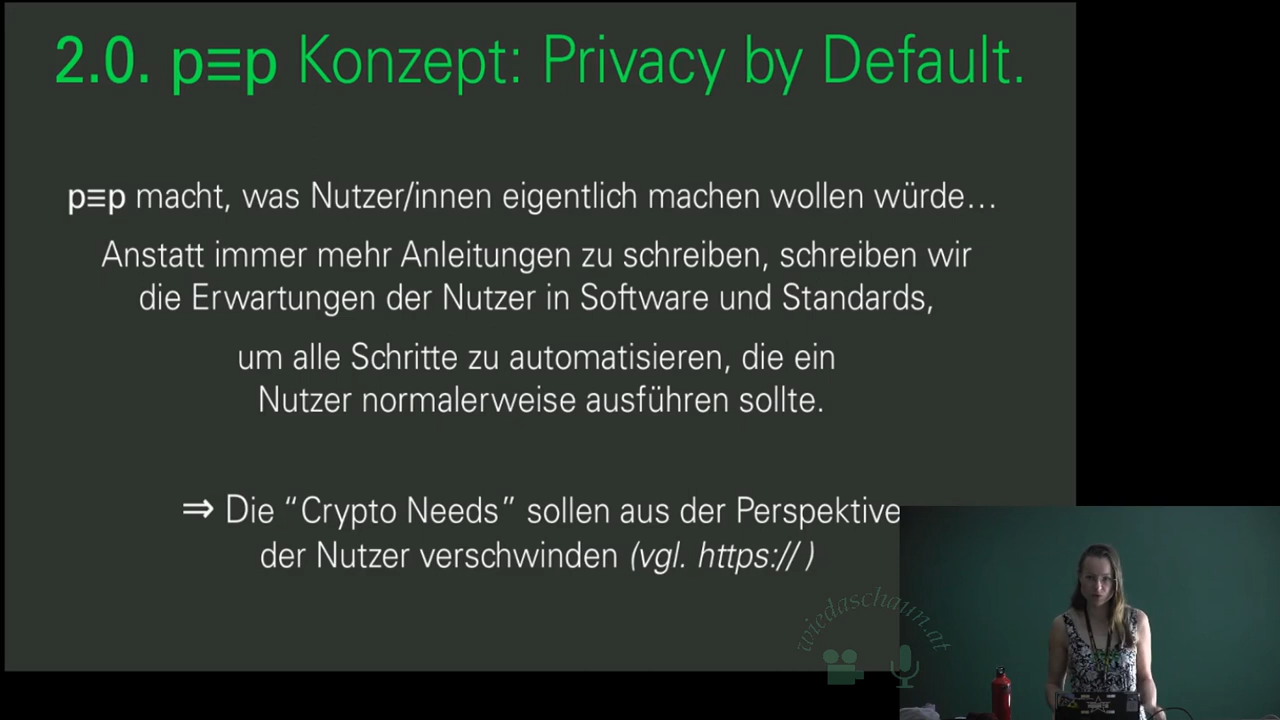 2.0. p≡p Konzept: Privacy by Default.
p≡p macht, was Nutzer/innen eigentlich machen wollen würde…
Anstatt immer mehr Anleitungen zu schreiben, schreiben wir
die Erwartungen der Nutzer in Software und Standards,
um alle Schritte zu automatisieren, die ein
Nutzer normalerweise ausführen sollte.
⇒ Die “Crypto Needs” sollen aus der Perspektive
der Nutzer verschwinden (vgl. https:// )
wiedaschaun.at